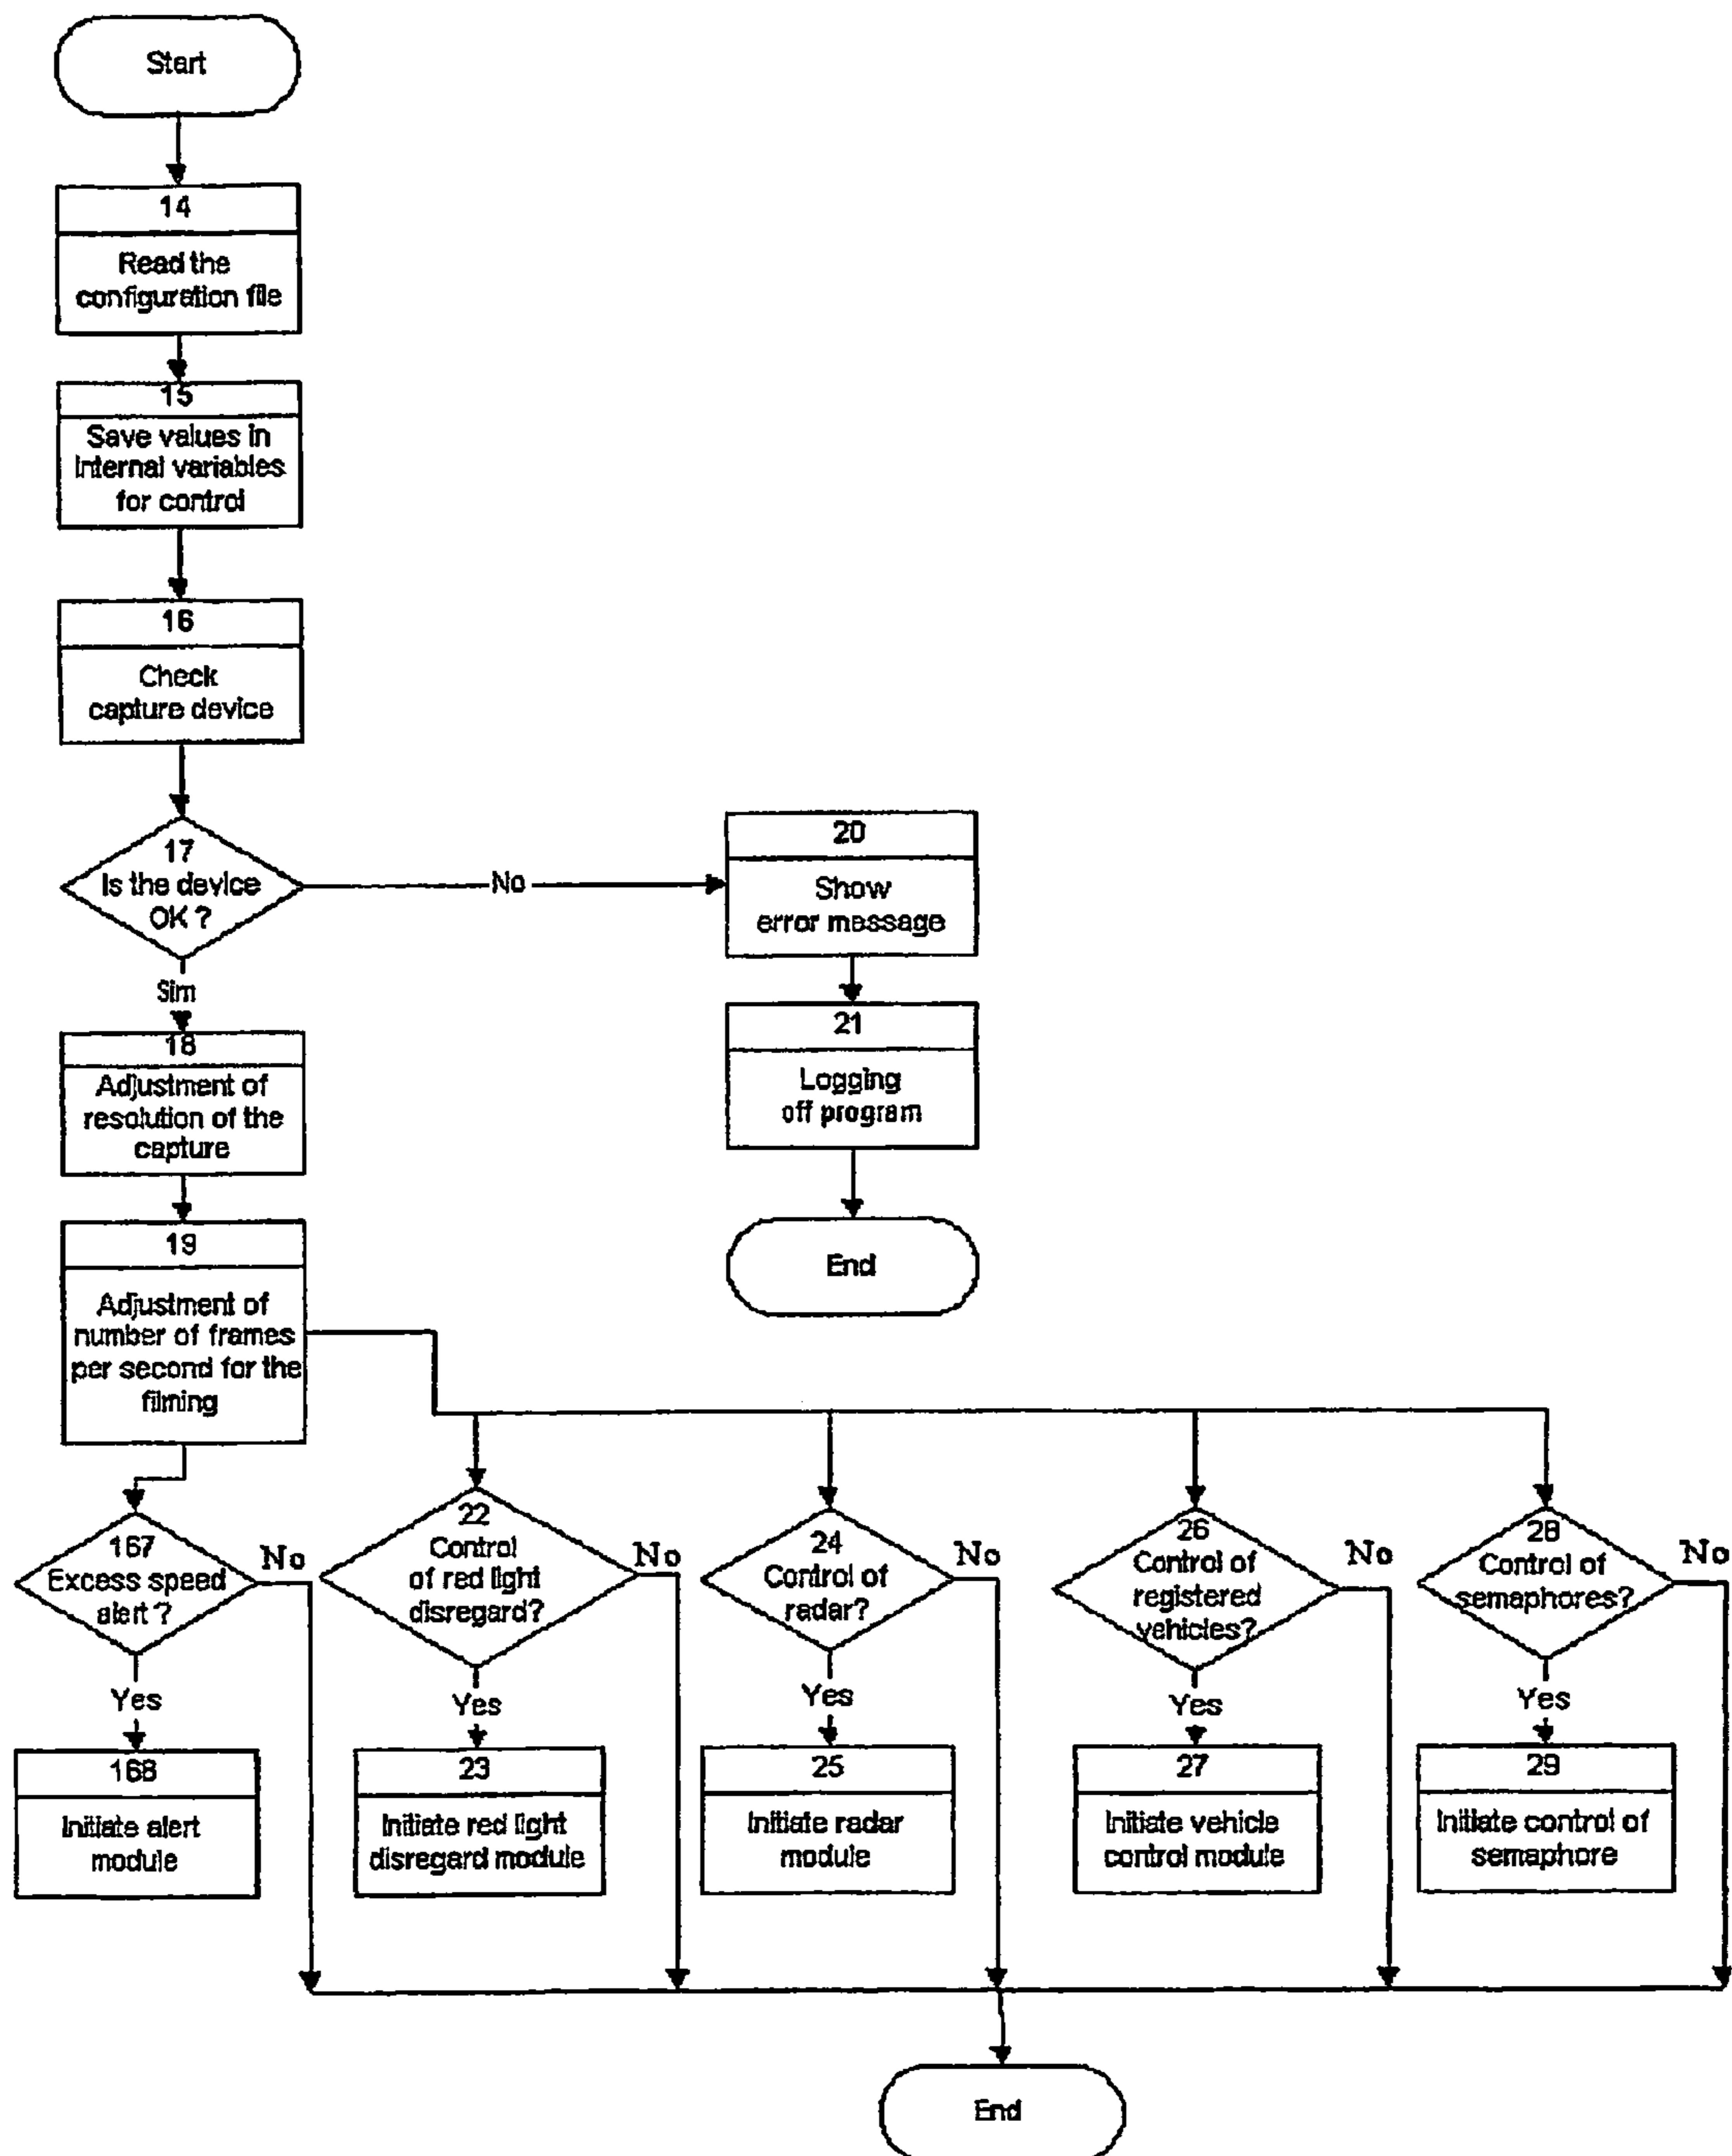 Start
14
Read the
configuration file
15
Save values in
internal variables
for control
16
Check
capture device
17
Is the device
OK ?
No
20
Show
error message
Sim
21
Logging
off program
End
18
Adjustment of
resolution of the
capture
19
Adjustment of
number of frames
per second for the
filming
167
Excess speed
alert ?
No
Yes
168
Initiate alert
module
22
Control
of red light
disregard?
No
Yes
23
Initiate red light
disregard module
24
Control of
radar?
No
Yes
25
Initiate radar
module
26
Control of
registered
vehicles?
No
Yes
27
Initiate vehicle
control module
28
Control of
semaphores?
No
Yes
29
Initiate control of
semaphore
End